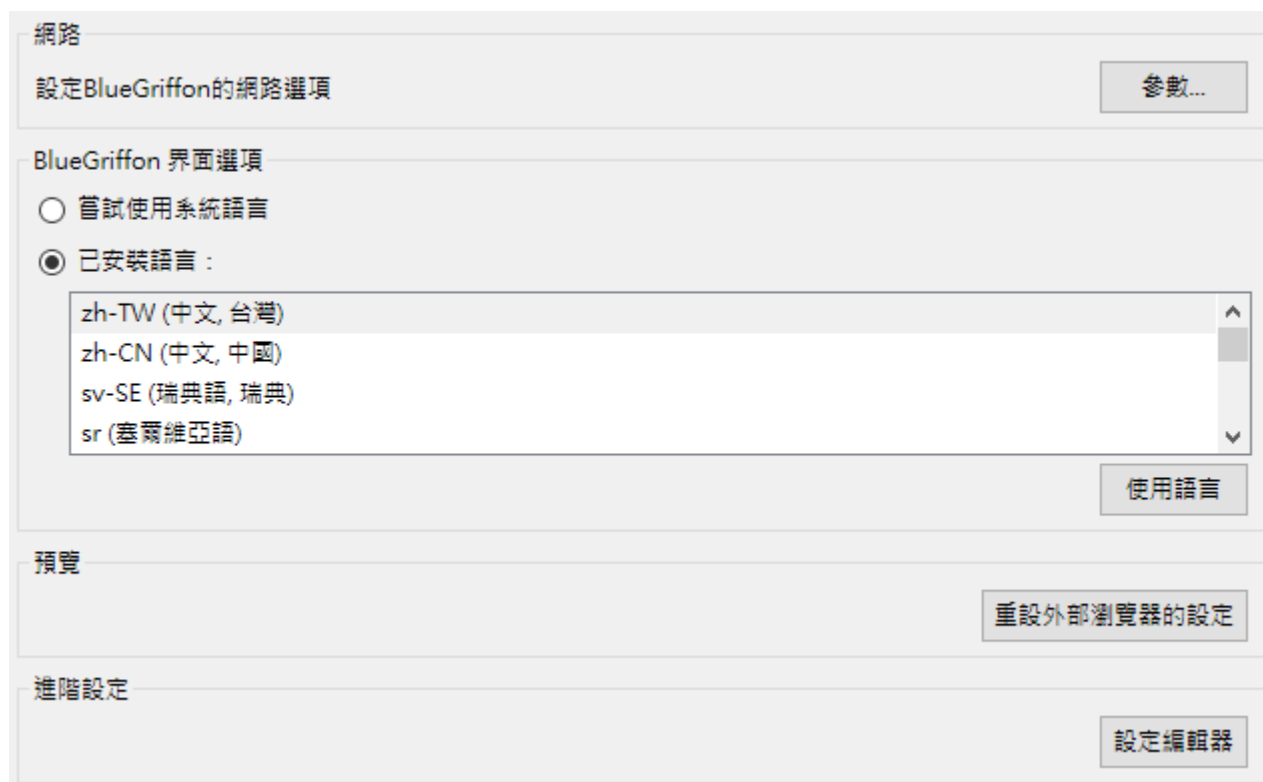 網路
設定BlueGriffon的網路選項
參數...
BlueGriffon 界面選項
嘗試使用系統語言
已安裝語言：
zh-TW (中文, 台灣)
zh-CN (中文, 中國)
sv-SE (瑞典語, 瑞典)
sr (塞爾維亞語)
使用語言
預覽
重設外部瀏覽器的設定
進階設定
設定編輯器